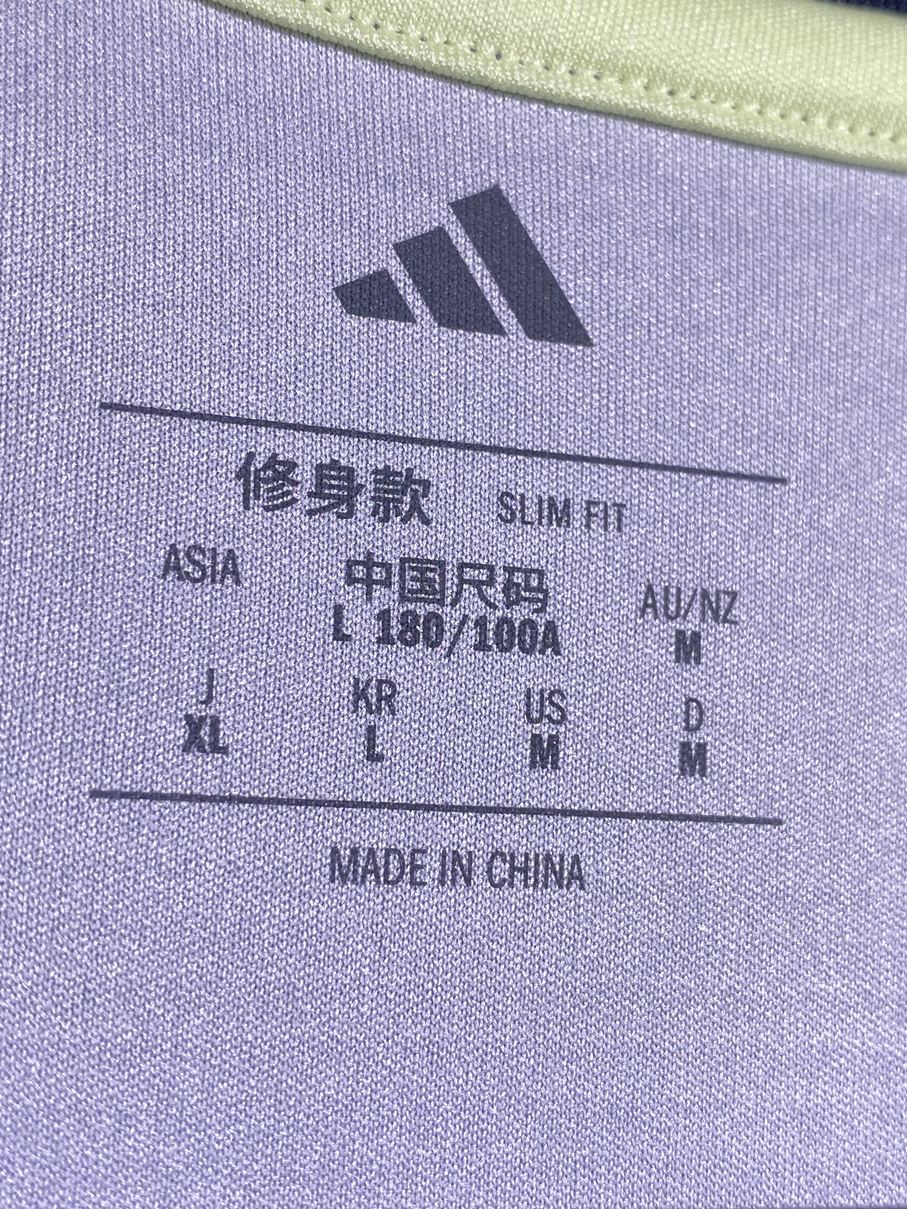 修身款 SLIM FIT
ASIA 中国尺码 AU/NZ
L 180/100A M
J KR US D
XL L M M
MADE IN CHINA